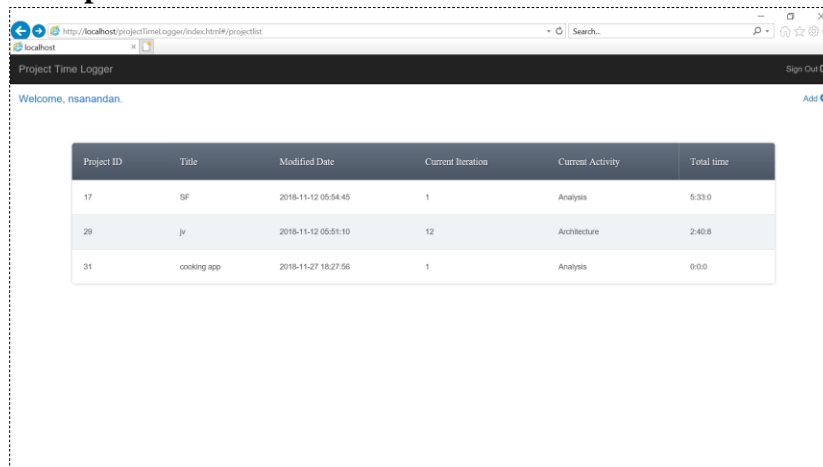 http://localhost/projectTimeLogger/index.html#/projectlist Search...
localhost
Project Time Logger Sign Out
Welcome, nsanandan. Add
Project ID Title Modified Date Current Iteration Current Activity Total time
17 SF 2018-11-12 05:54:45 1 Analysis 5:33:0
29 jv 2018-11-12 05:51:10 12 Architecture 2:40:8
31 cooking app 2018-11-27 18:27:56 1 Analysis 0:0:0